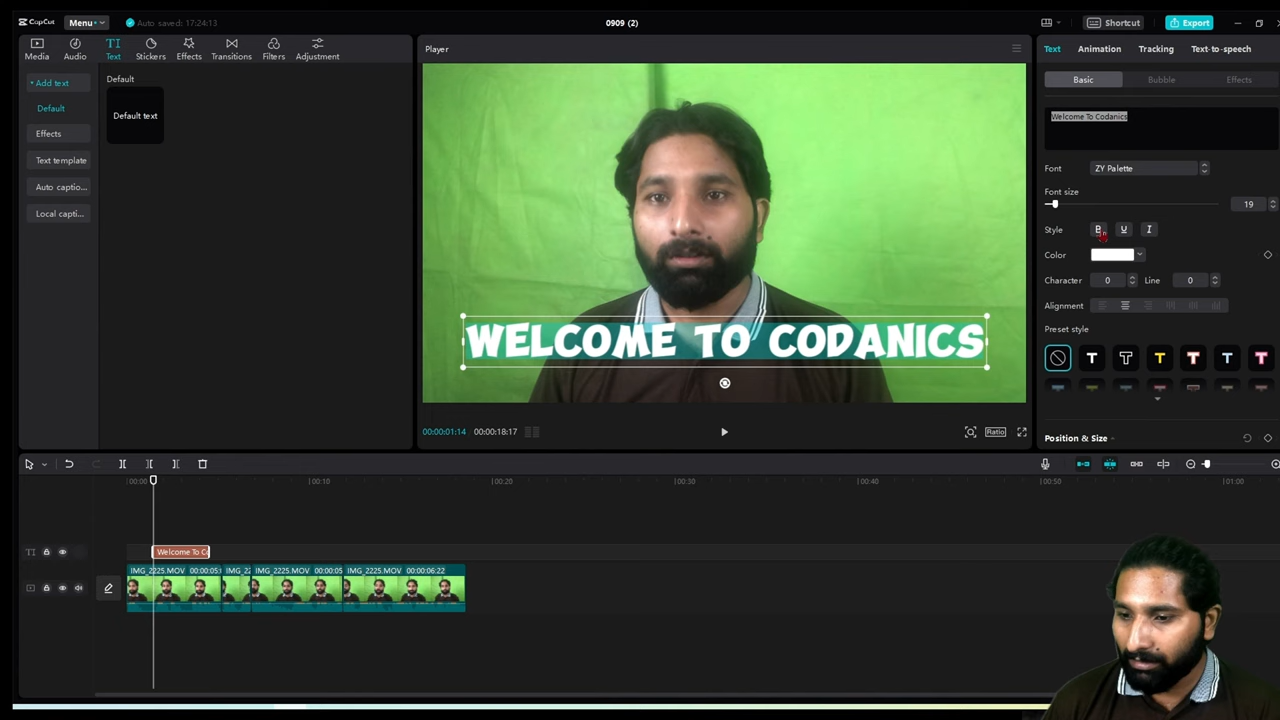 CapCut
Menu
Auto saved: 17:24:13
0909 (2)
Shortcut
Export
Media
Audio
TI
Text
Stickers
Effects
Transitions
Filters
Adjustment
Add text
Default
Effects
Text template
Auto captio...
Local capti...
Default
Default text
Player
WELCOME TO CODANICS
00:00:01:14
00:00:18:17
Ratio
Text
Animation
Tracking
Text-to-speech
Basic
Bubble
Effects
Welcome To Codanics
Font
ZY Palette
Font size
19
Style
B
U
I
Color
Character
0
Line
0
Alignment
Preset style
T
T
T
T
T
T
Position & Size
00:00
00:10
00:20
00:30
00:40
00:50
01:00
TI
Welcome To Co
IMG_2225.MOV 00:00:05:
IMG_22
IMG_2225.MOV 00:00:05
IMG_2225.MOV 00:00:06:22